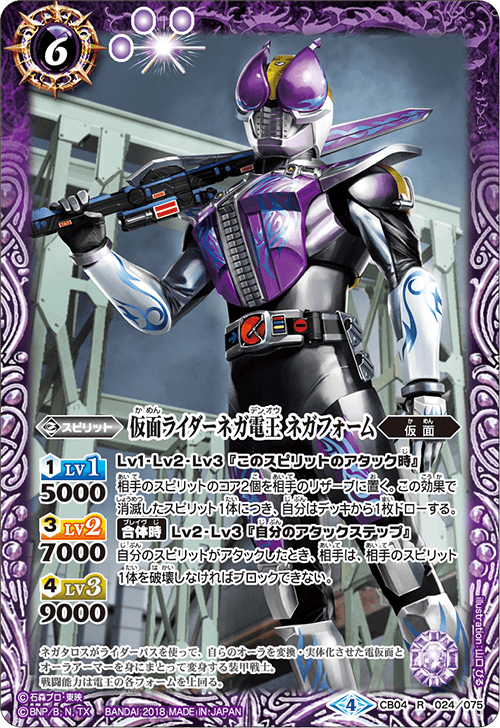 6
かめん デンオウ かめん
スピリット 仮面ライダーネガ電王 ネガフォーム 仮面
1 LV1
5000
3 LV2
7000
4 LV3
9000
Lv1・Lv2・Lv3『このスピリットのアタック時』
相手のスピリットのコア2個を相手のリザーブに置く。この効果で
消滅したスピリット1体につき、自分はデッキから1枚ドローする。
合体時 Lv2・Lv3『自分のアタックステップ』
自分のスピリットがアタックしたとき、相手は、相手のスピリット
1体を破壊しなければブロックできない。
ネガタロスがライダーパスを使って、自らのオーラを変換・実体化させた電仮面と
オーラアーマーを身にまとって変身する装甲戦士。
戦闘能力は電王の各フォームを上回る。
©石森プロ・東映
©BNP/B; N, TX BANDAI 2018 MADE IN JAPAN
4 CB04 R 024/075